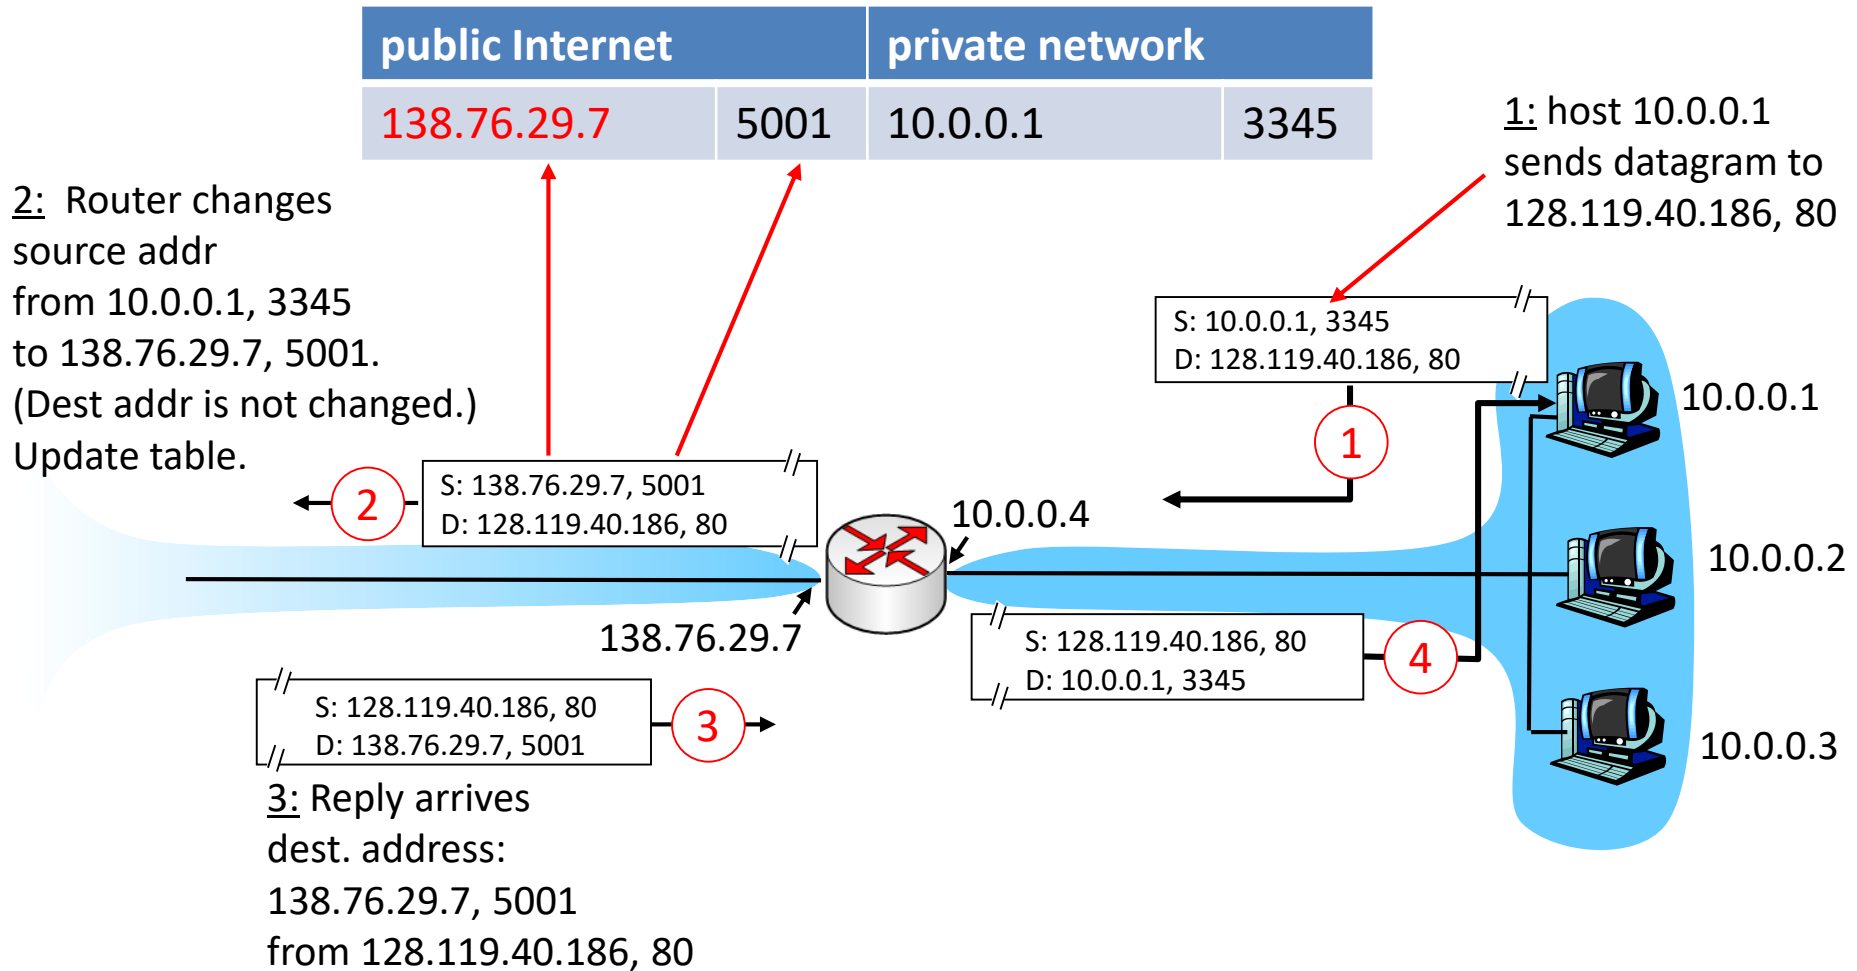 public Internet private network
138.76.29.7 5001 10.0.0.1 3345
1: host 10.0.0.1
sends datagram to
128.119.40.186, 80
2: Router changes
source addr
from 10.0.0.1, 3345
to 138.76.29.7, 5001.
(Dest addr is not changed.)
Update table.
S: 10.0.0.1, 3345
D: 128.119.40.186, 80
1
10.0.0.1
S: 138.76.29.7, 5001
D: 128.119.40.186, 80
2
10.0.0.4
10.0.0.2
138.76.29.7
S: 128.119.40.186, 80
D: 10.0.0.1, 3345
4
S: 128.119.40.186, 80
D: 138.76.29.7, 5001
3
10.0.0.3
3: Reply arrives
dest. address:
138.76.29.7, 5001
from 128.119.40.186, 80